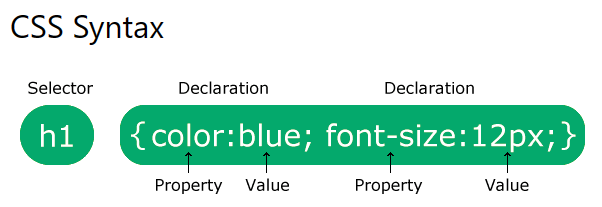 CSS Syntax
Selector Declaration Declaration
h1 {color:blue; font-size:12px;}
Property Value Property Value